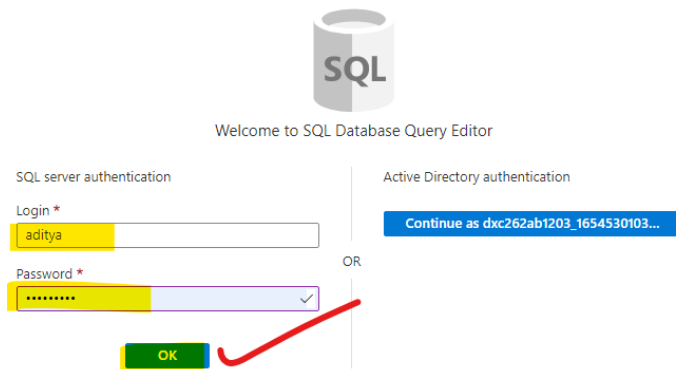 SQL
Welcome to SQL Database Query Editor
SQL server authentication
Login *
aditya
Password *
•••••••••
OK
OR
Active Directory authentication
Continue as dxc262ab1203_1654530103...